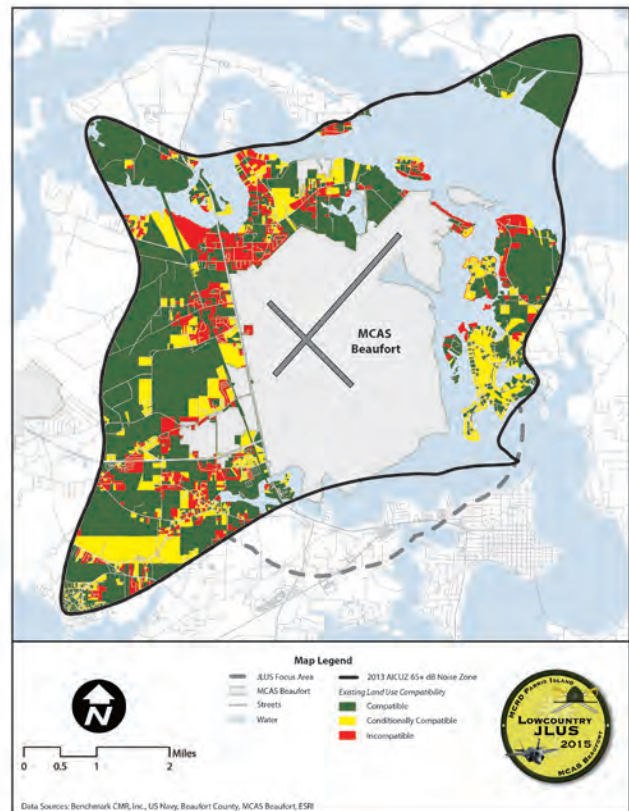 MCAS
Beaufort
Map Legend
JLUS Focus Area
MCAS Beaufort
Streets
Water
2013 AICUZ 65+ dB Noise Zone
Existing Land Use Compatibility
Compatible
Conditionally Compatible
Incompatible
N
Miles
0 0.5 1 2
MCRD PARRIS ISLAND
LOWCOUNTRY
JLUS
2015
MCAS BEAUFORT
Data Sources: Benchmark CMR, Inc., US Navy, Beaufort County, MCAS Beaufort, ESRI